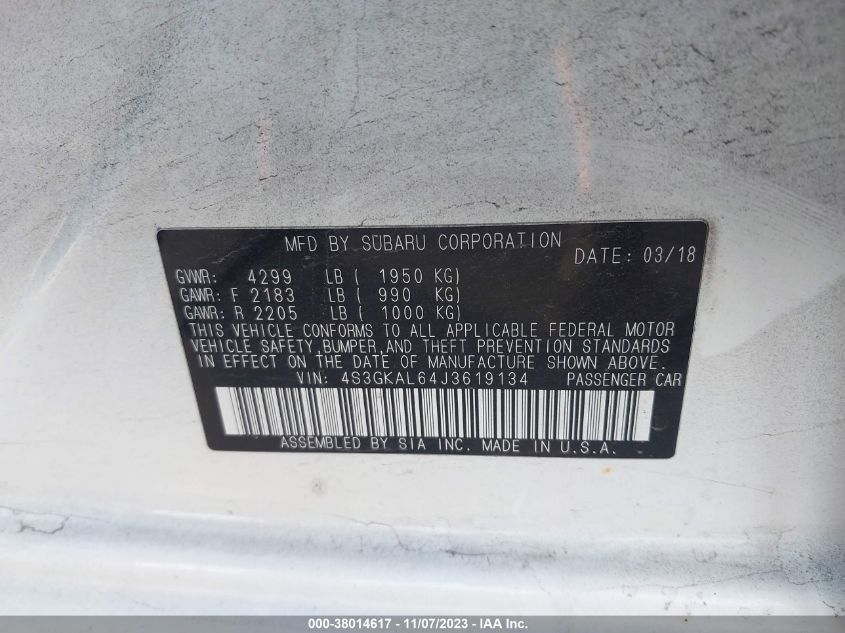 MFD BY SUBARU CORPORATION
DATE: 03/18
GVWR: 4299 LB ( 1950 KG)
GAWR: F 2183 LB ( 990 KG)
GAWR: R 2205 LB ( 1000 KG)
THIS VEHICLE CONFORMS TO ALL APPLICABLE FEDERAL MOTOR
VEHICLE SAFETY,BUMPER,AND THEFT PREVENTION STANDARDS
IN EFFECT ON THE DATE OF MANUFACTURE SHOWN ABOVE.
VIN: 4S3GKAL64J3619134 PASSENGER CAR
ASSEMBLED BY SIA INC. MADE IN U.S.A.
000-38014617 - 11/07/2023 - IAA Inc.